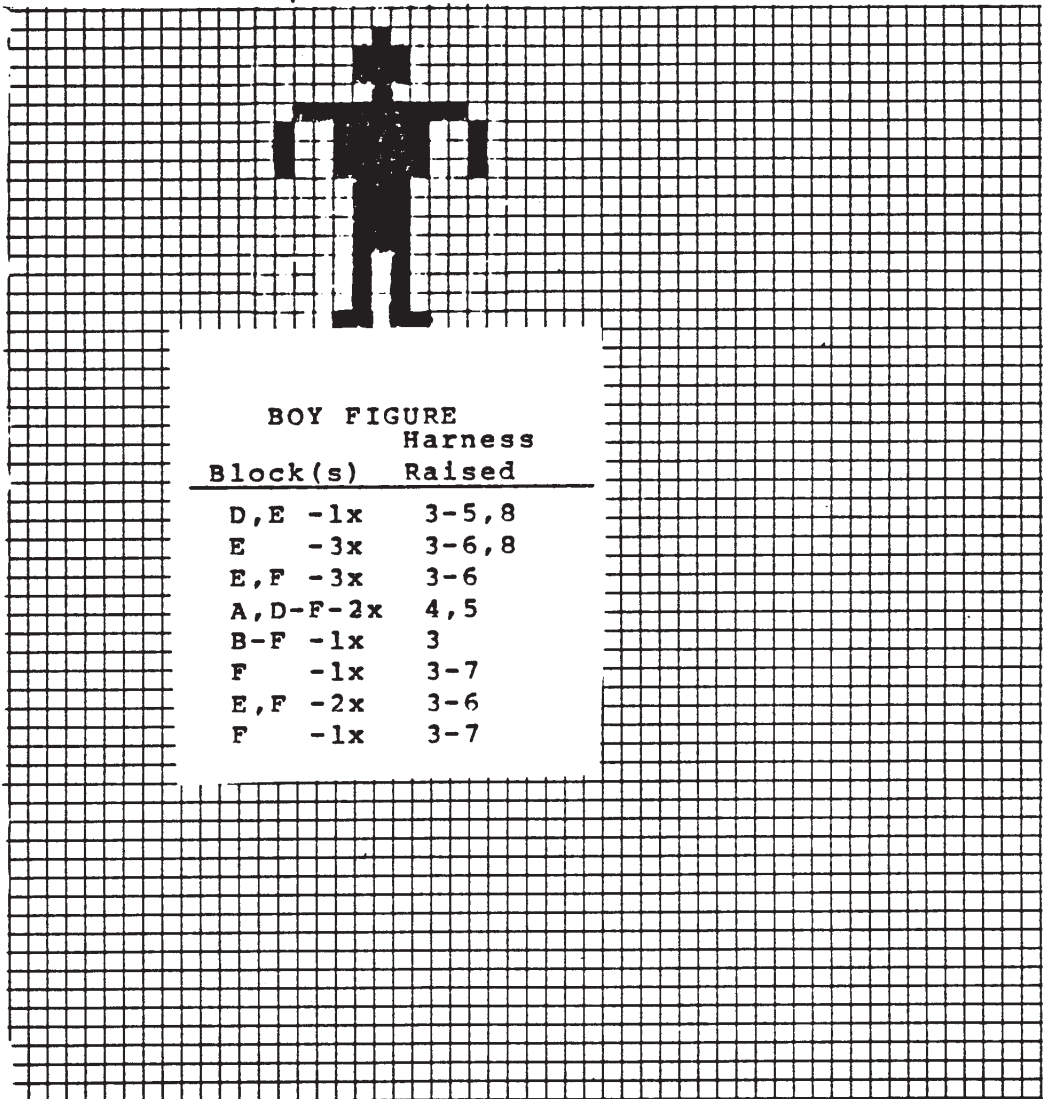 BOY FIGURE
Harness
Block(s) Raised
D,E -1x 3-5,8
E -3x 3-6,8
E,F -3x 3-6
A,D-F-2x 4,5
B-F -1x 3
F -1x 3-7
E,F -2x 3-6
F -1x 3-7